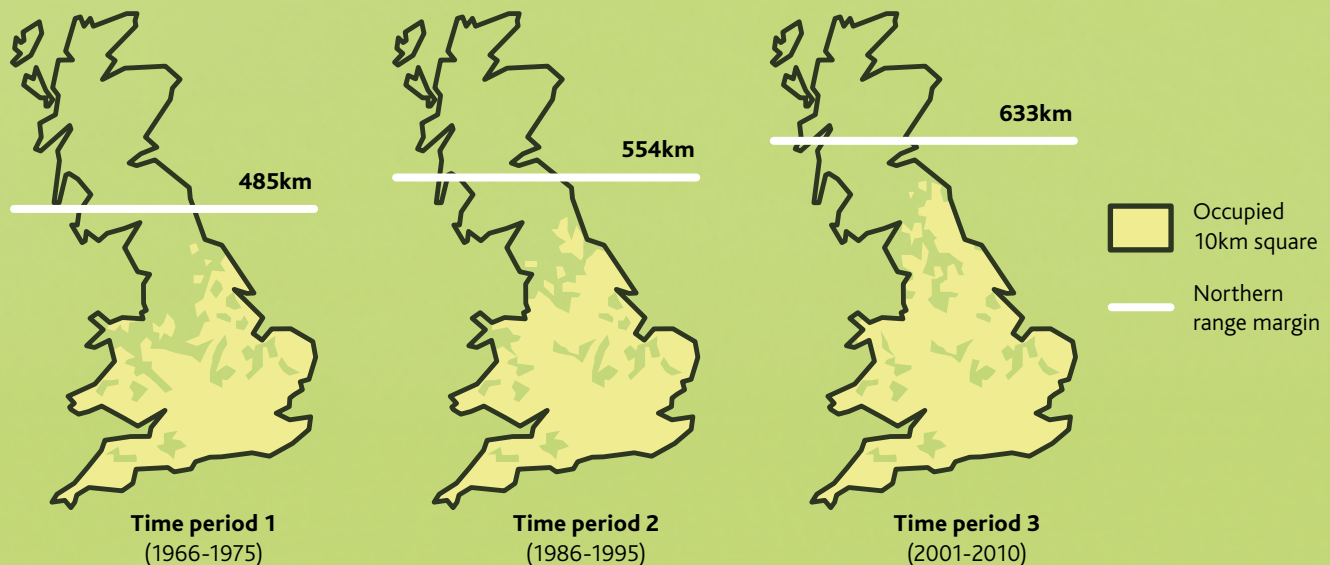 633km
554km
485km
Occupied
10km square
Northern
range margin
Time period 1
(1966-1975)
Time period 2
(1986-1995)
Time period 3
(2001-2010)